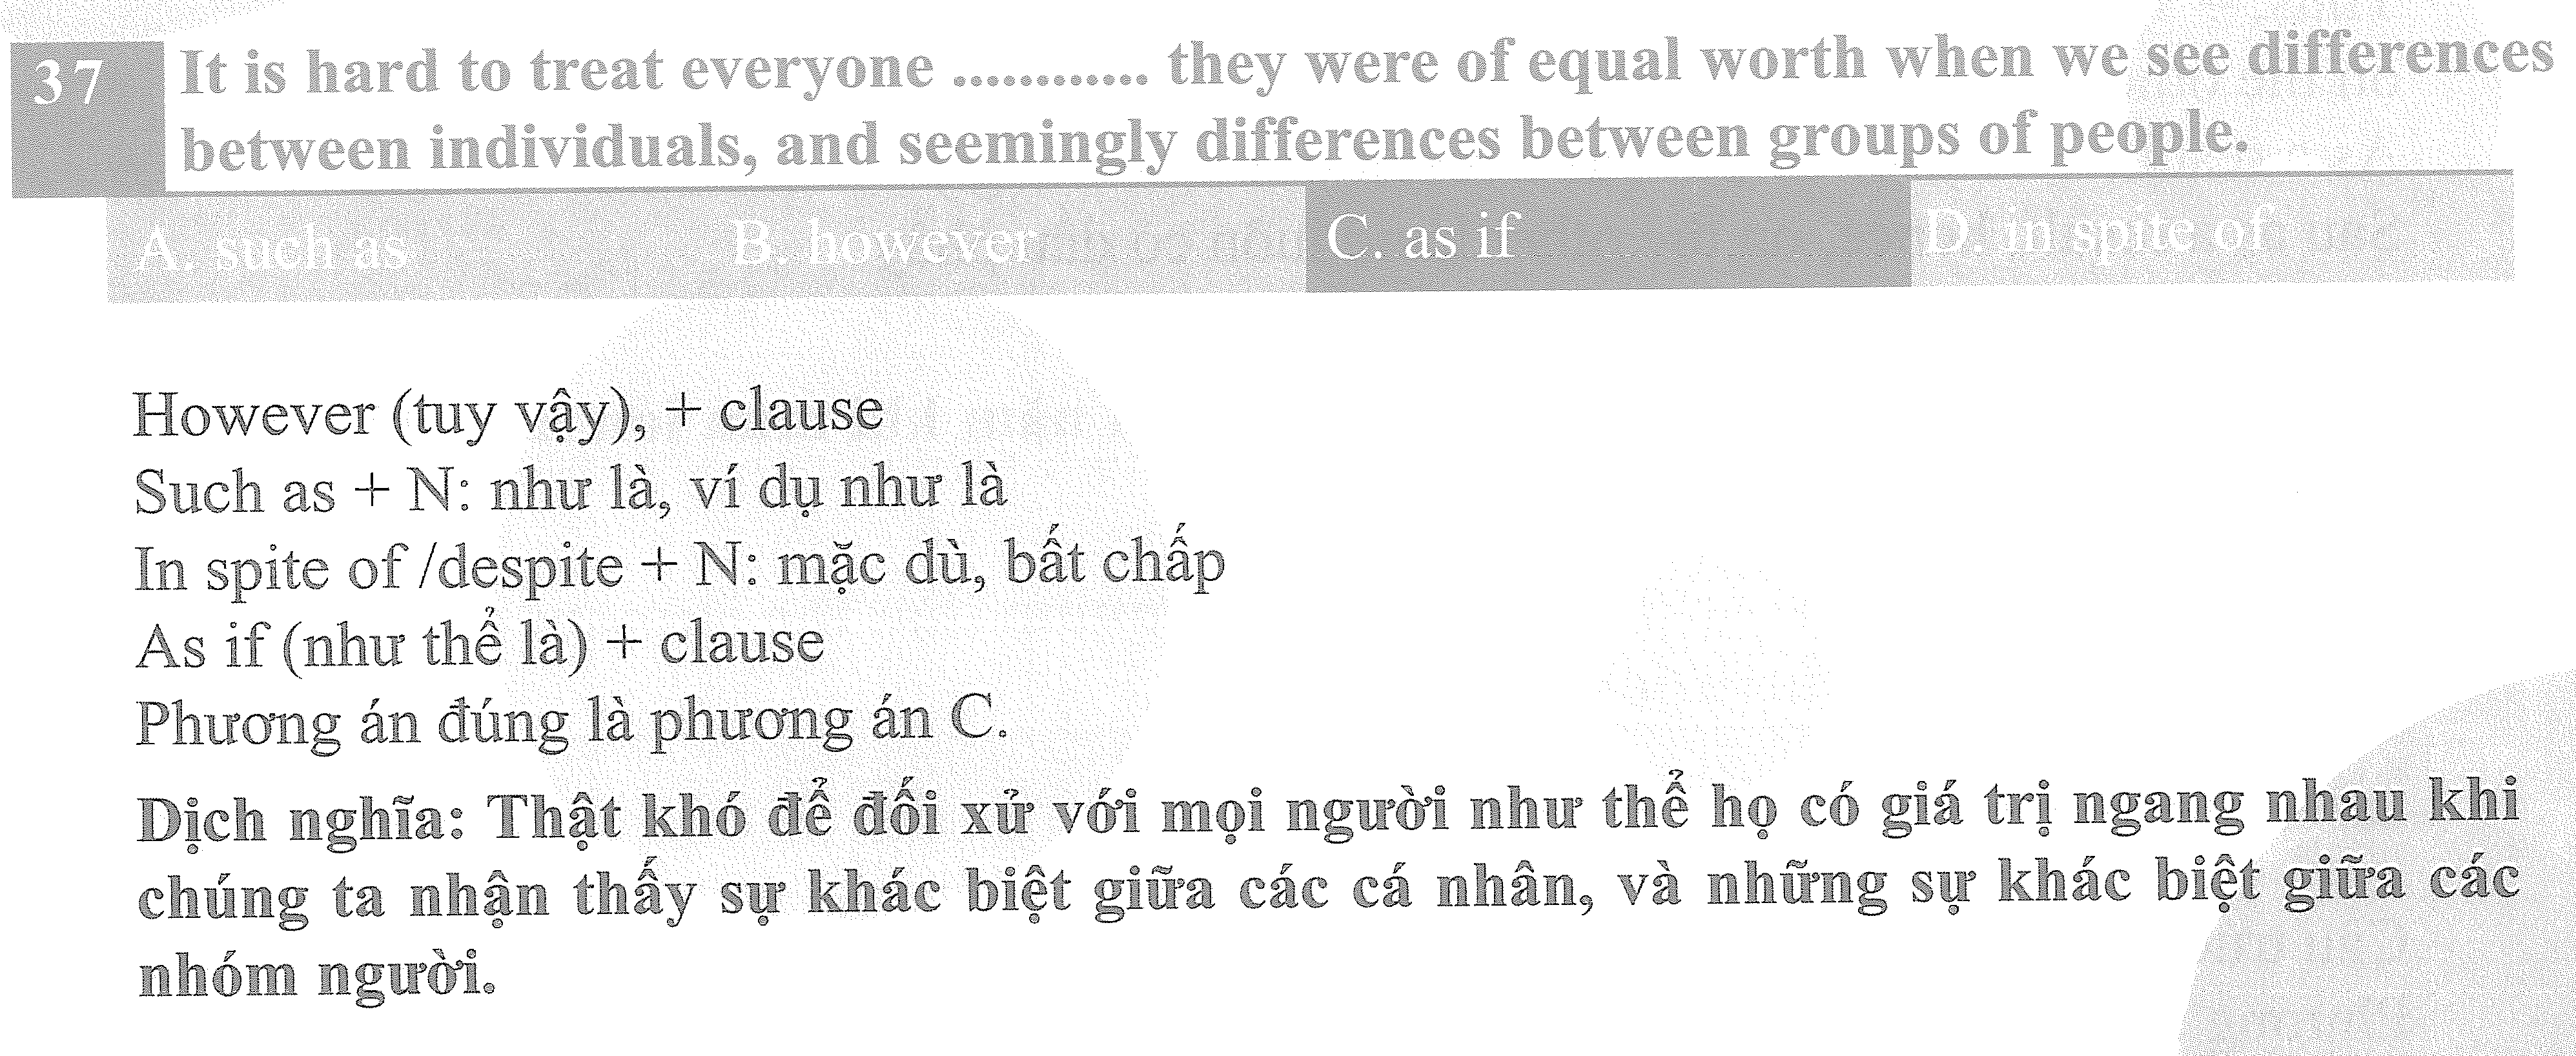 37
It is hard to treat everyone ............ they were of equal worth when we see differences
between individuals, and seemingly differences between groups of people.
A. such as B. however C. as if D. in spite of
However (tuy vậy), + clause
Such as + N: như là, ví dụ như là
In spite of /despite + N: mặc dù, bất chấp
As if (như thể là) + clause
Phương án đúng là phương án C.
Dịch nghĩa: Thật khó để đối xử với mọi người như thể họ có giá trị ngang nhau khi
chúng ta nhận thấy sự khác biệt giữa các cá nhân, và những sự khác biệt giữa các
nhóm người.